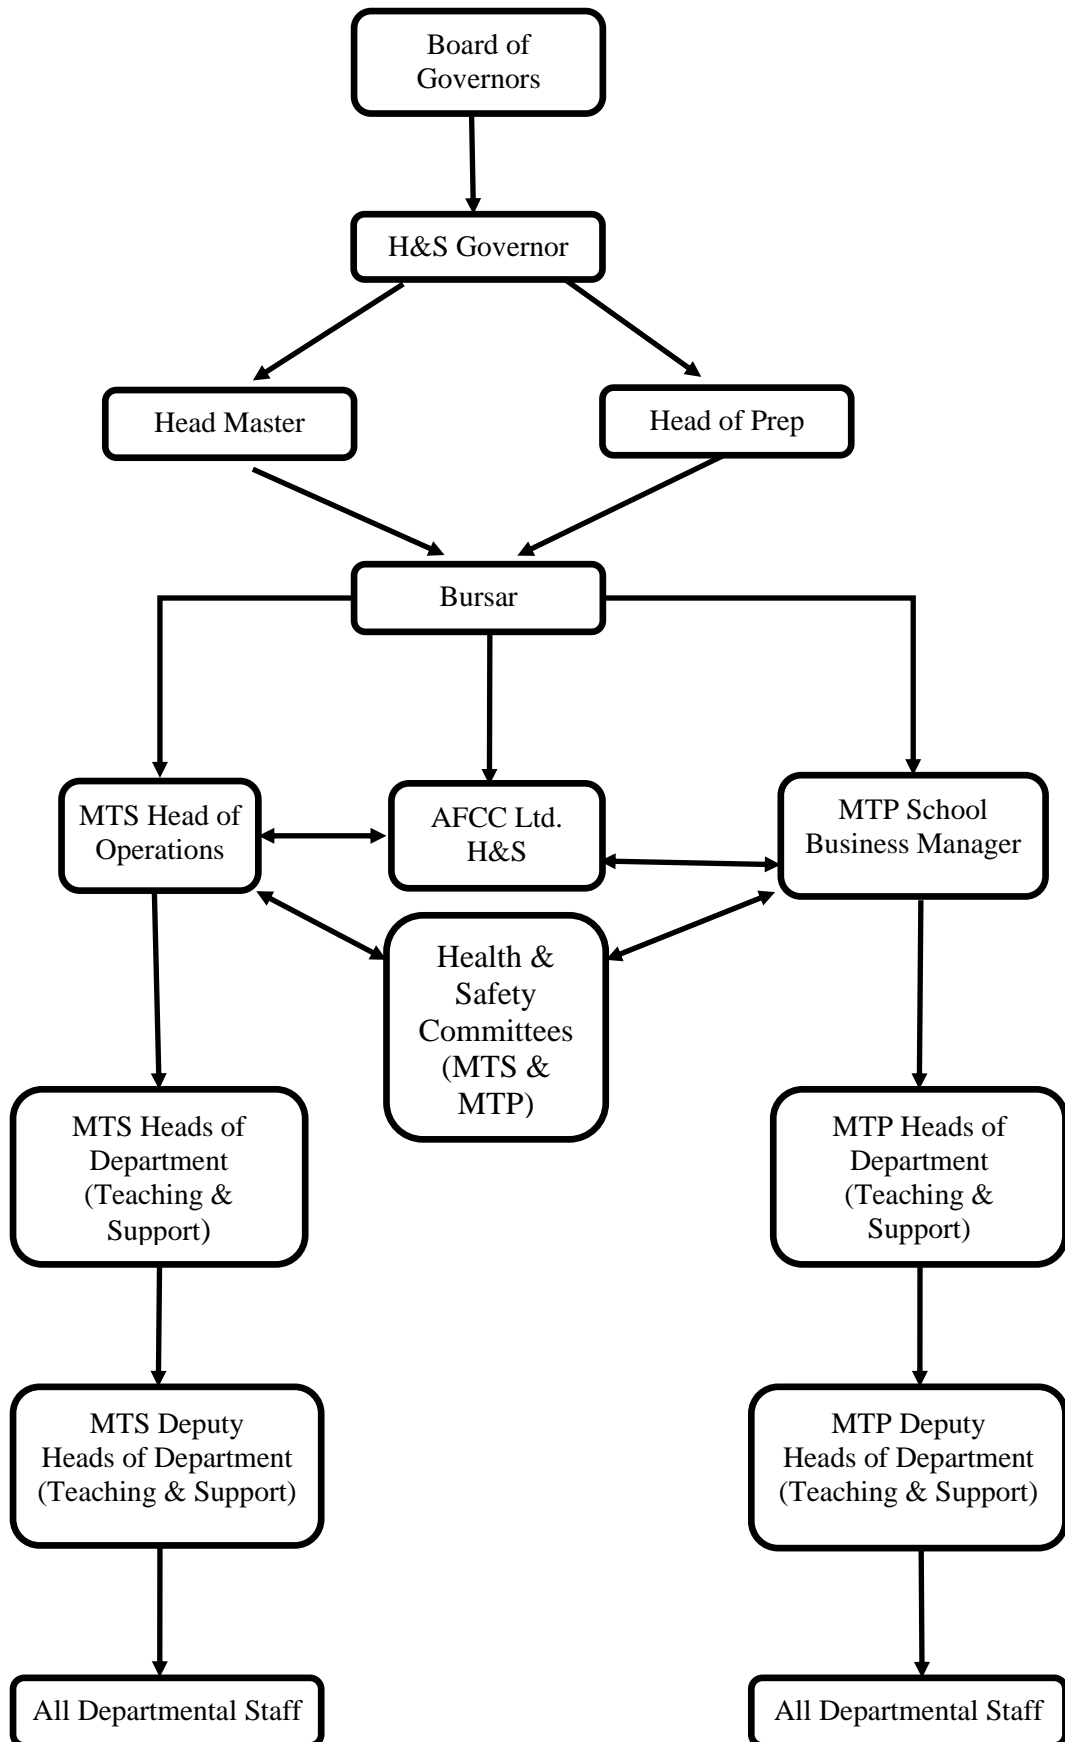 Board of
Governors
H&S Governor
Head Master
Head of Prep
Bursar
MTS Head of
Operations
AFCC Ltd.
H&S
MTP School
Business Manager
Health &
Safety
Committees
(MTS &
MTP)
MTS Heads of
Department
(Teaching &
Support)
MTP Heads of
Department
(Teaching &
Support)
MTS Deputy
Heads of Department
(Teaching & Support)
MTP Deputy
Heads of Department
(Teaching & Support)
All Departmental Staff
All Departmental Staff